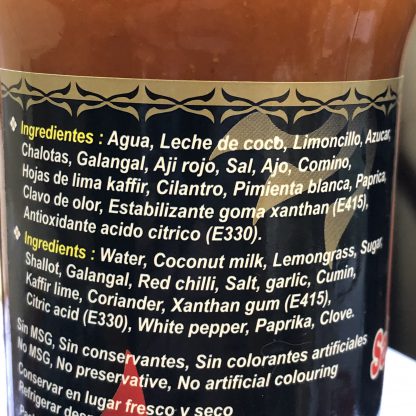 ❖ Ingredientes : Agua, Leche de coco, Limoncillo, Azucar,
Chalotas, Galangal, Aji rojo, Sal, Ajo, Comino,
Hojas de lima kaffir, Cilantro, Pimienta blanca, Paprica,
Clavo de olor, Estabilizante goma xanthan (E415),
Antioxidante acido citrico (E330).
❖ Ingredients : Water, Coconut milk, Lemongrass, Sugar,
Shallot, Galangal, Red chilli, Salt, garlic, Cumin,
Kaffir lime, Coriander, Xanthan gum (E415),
Citric acid (E330), White pepper, Paprika, Clove.
Sin MSG, Sin conservantes, Sin colorantes artificiales
No MSG, No preservative, No artificial colouring
Conservar en lugar fresco y seco
Refrigerar